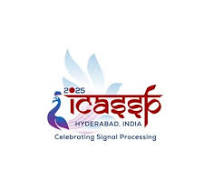 2025
icassp
HYDERABAD, INDIA
Celebrating Signal Processing